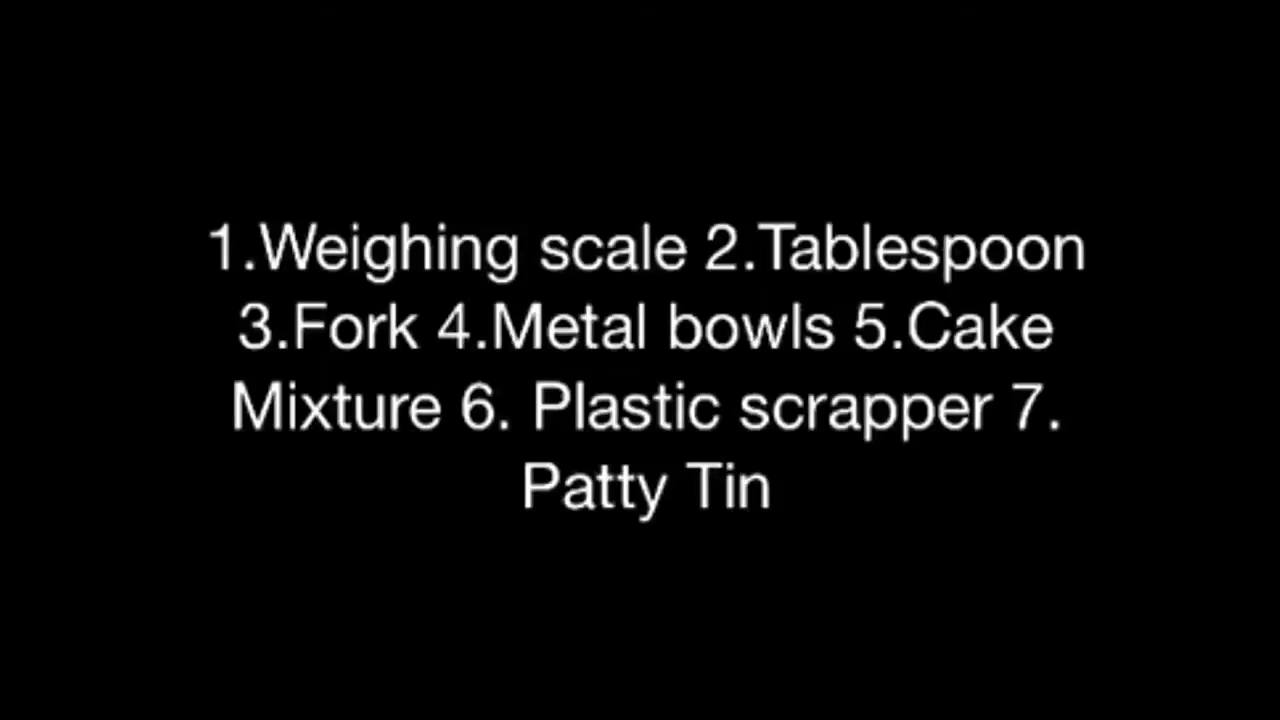 1.Weighing scale 2.Tablespoon
3.Fork 4.Metal bowls 5.Cake
Mixture 6. Plastic scrapper 7.
Patty Tin